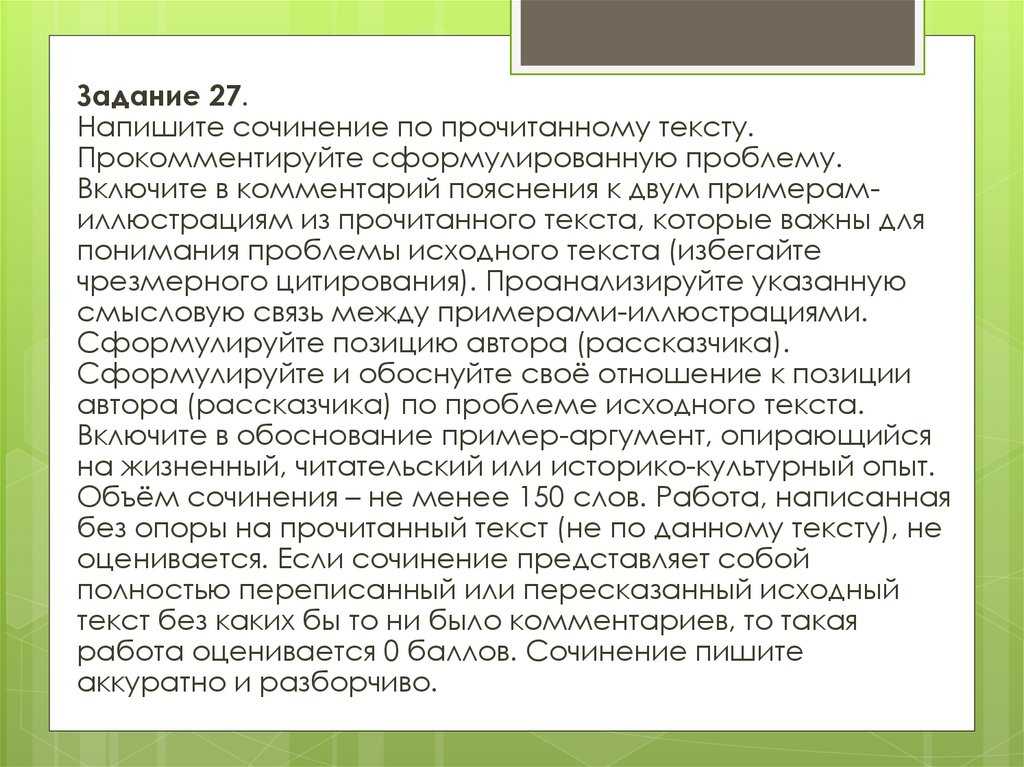 Задание 27.
Напишите сочинение по прочитанному тексту.
Прокомментируйте сформулированную проблему.
Включите в комментарий пояснения к двум примерам-
иллюстрациям из прочитанного текста, которые важны для
понимания проблемы исходного текста (избегайте
чрезмерного цитирования). Проанализируйте указанную
смысловую связь между примерами-иллюстрациями.
Сформулируйте позицию автора (рассказчика).
Сформулируйте и обоснуйте своё отношение к позиции
автора (рассказчика) по проблеме исходного текста.
Включите в обоснование пример-аргумент, опирающийся
на жизненный, читательский или историко-культурный опыт.
Объём сочинения – не менее 150 слов. Работа, написанная
без опоры на прочитанный текст (не по данному тексту), не
оценивается. Если сочинение представляет собой
полностью переписанный или пересказанный исходный
текст без каких бы то ни было комментариев, то такая
работа оценивается 0 баллов. Сочинение пишите
аккуратно и разборчиво.